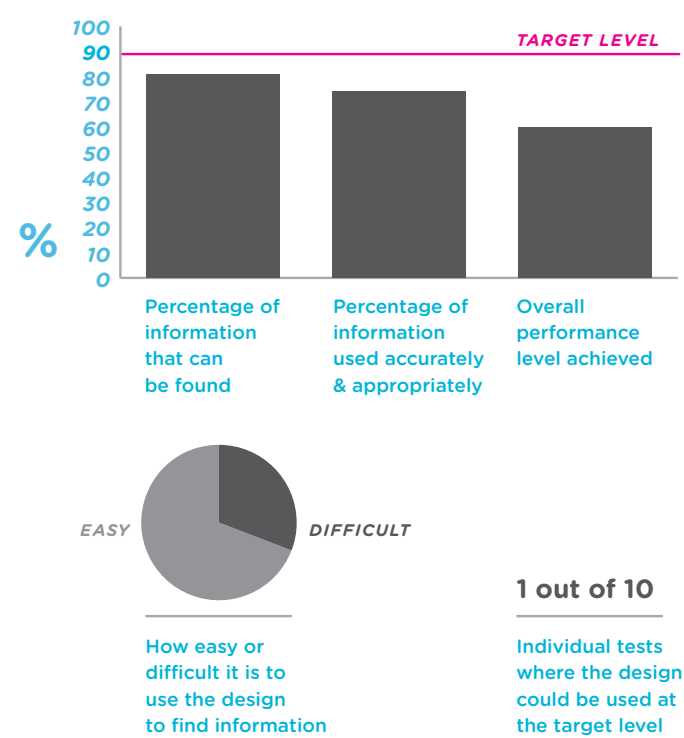 100
TARGET LEVEL
90
80
70
60
50
40
30
20
%
10
0
Percentage of
information
that can
be found
Percentage of
information
used accurately
& appropriately
Overall
performance
level achieved
EASY
DIFFICULT
How easy or
difficult it is to
use the design
to find information
1 out of 10
Individual tests
where the design
could be used at
the target level